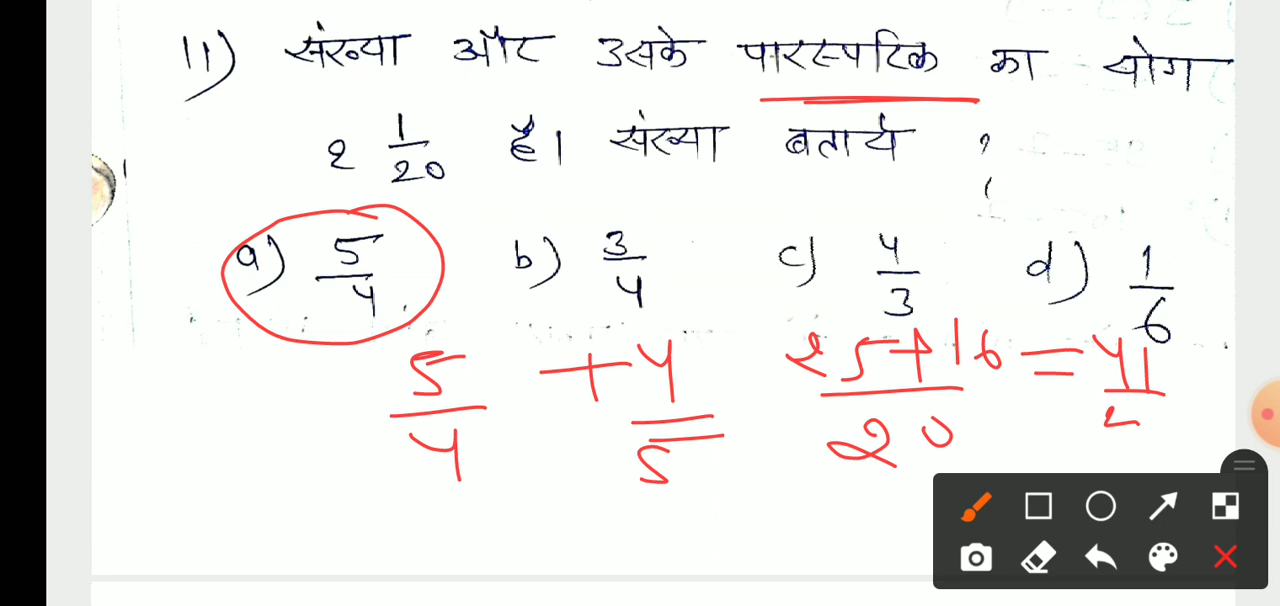 11) संख्या और उसके पारस्परिक का योग
2 1/20 है। संख्या बताये ?
a) 5/4 b) 3/4 c) 4/3 d) 1/6
5/4 + 4/5 25+16/20 = 41/2